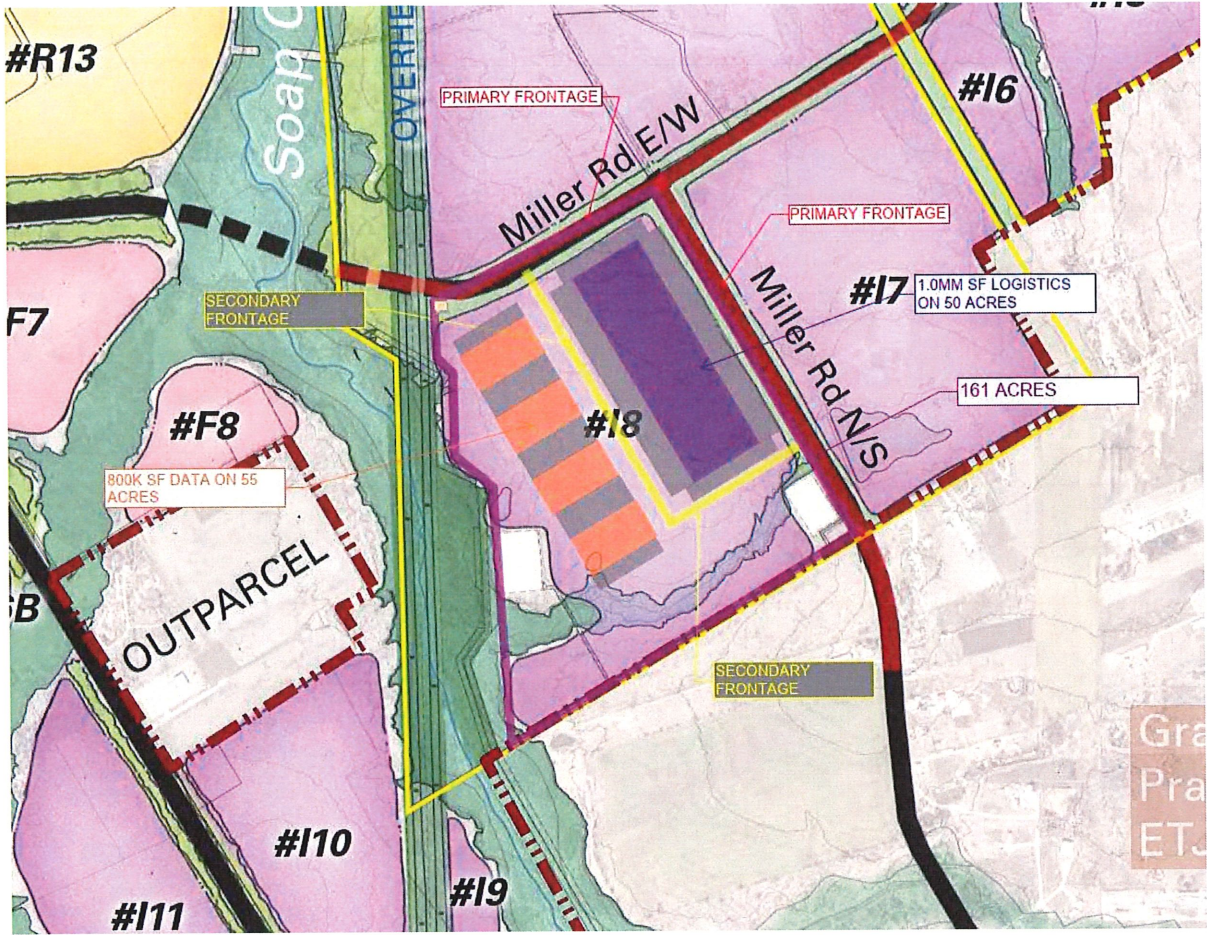 #R13
Soap C
OVERHE
PRIMARY FRONTAGE
#I6
Miller Rd E/W
PRIMARY FRONTAGE
F7
SECONDARY
FRONTAGE
Miller Rd N/S
#I7
1.0MM SF LOGISTICS
ON 50 ACRES
161 ACRES
#F8
#I8
800K SF DATA ON 55
ACRES
OUTPARCEL
SECONDARY
FRONTAGE
Gra
Pra
ETJ
#I10
#I9
#I11